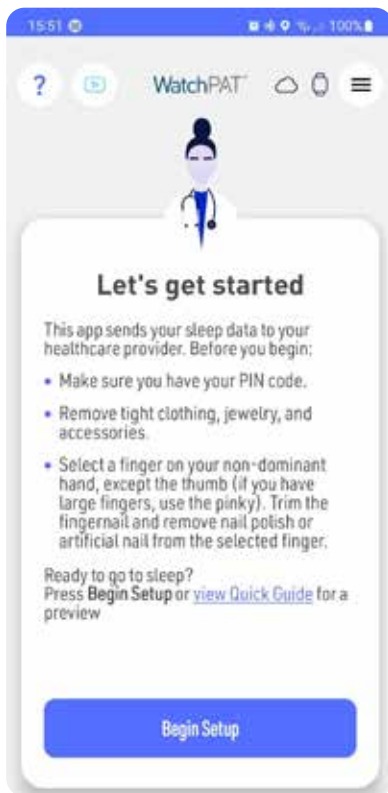 15:51 100%
? WatchPAT™
Let's get started
This app sends your sleep data to your
healthcare provider. Before you begin:
• Make sure you have your PIN code.
• Remove tight clothing, jewelry, and
accessories.
• Select a finger on your non-dominant
hand, except the thumb (if you have
large fingers, use the pinky). Trim the
fingernail and remove nail polish or
artificial nail from the selected finger.
Ready to go to sleep?
Press Begin Setup or view Quick Guide for a
preview
Begin Setup